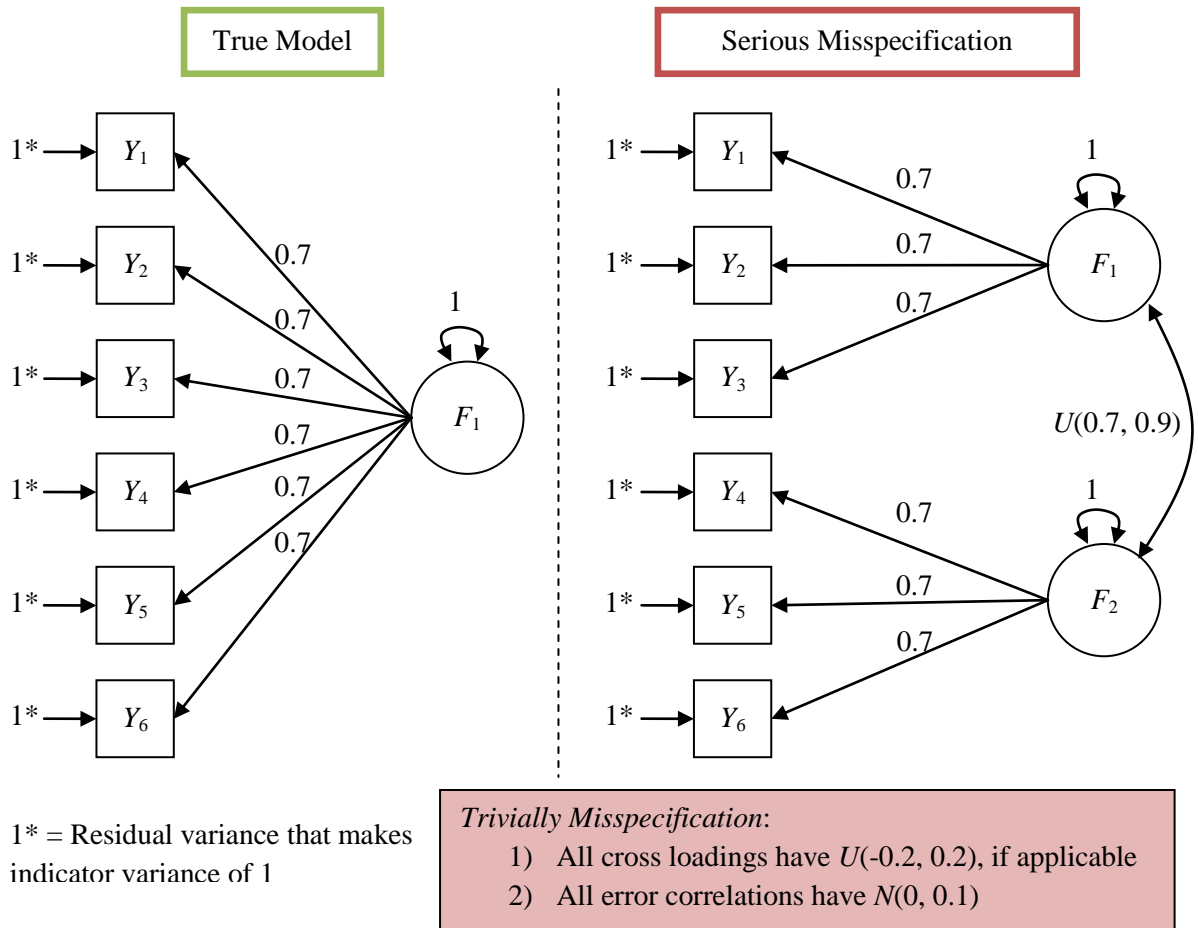 True Model
Serious Misspecification
1*
Y1
0.7
1*
Y2
0.7
1*
Y3
0.7
1*
Y4
0.7
1*
Y5
0.7
1*
Y6
0.7
1
F1
1*
Y1
0.7
1*
Y2
0.7
1*
Y3
0.7
1
F1
U(0.7, 0.9)
1*
Y4
0.7
1*
Y5
0.7
1*
Y6
0.7
1
F2
1* = Residual variance that makes
indicator variance of 1
Trivially Misspecification:
1) All cross loadings have U(-0.2, 0.2), if applicable
2) All error correlations have N(0, 0.1)